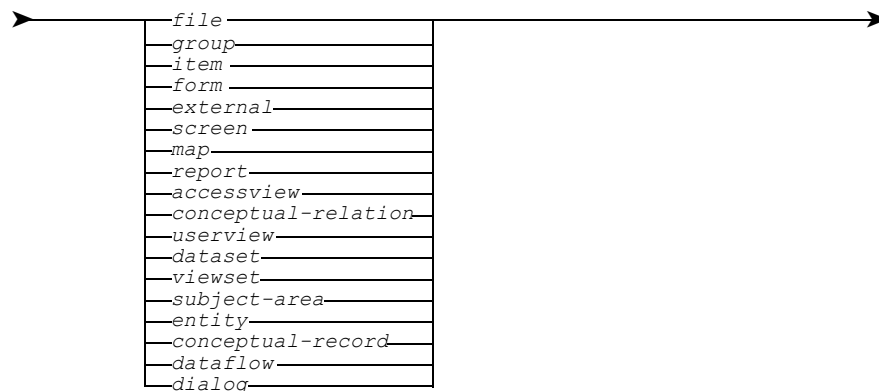 file
group
item
form
external
screen
map
report
accessview
conceptual-relation
userview
dataset
viewset
subject-area
entity
conceptual-record
dataflow
dialog